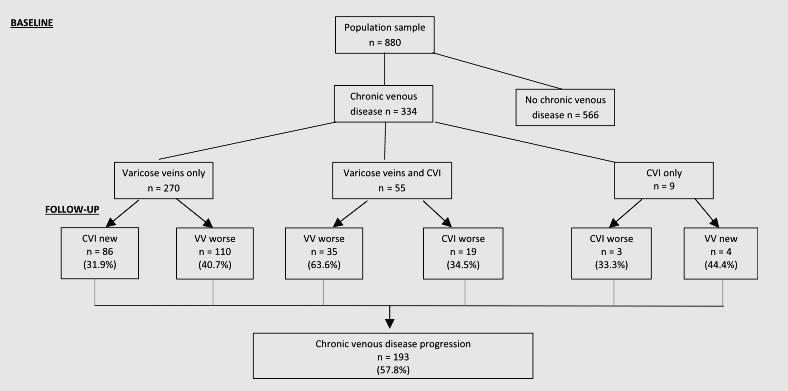 BASELINE
Population sample
n = 880
Chronic venous
disease n = 334
No chronic venous
disease n = 566
Varicose veins only
n = 270
Varicose veins and CVI
n = 55
CVI only
n = 9
FOLLOW-UP
CVI new
n = 86
(31.9%)
VV worse
n = 110
(40.7%)
VV worse
n = 35
(63.6%)
CVI worse
n = 19
(34.5%)
CVI worse
n = 3
(33.3%)
VV new
n = 4
(44.4%)
Chronic venous disease progression
n = 193
(57.8%)